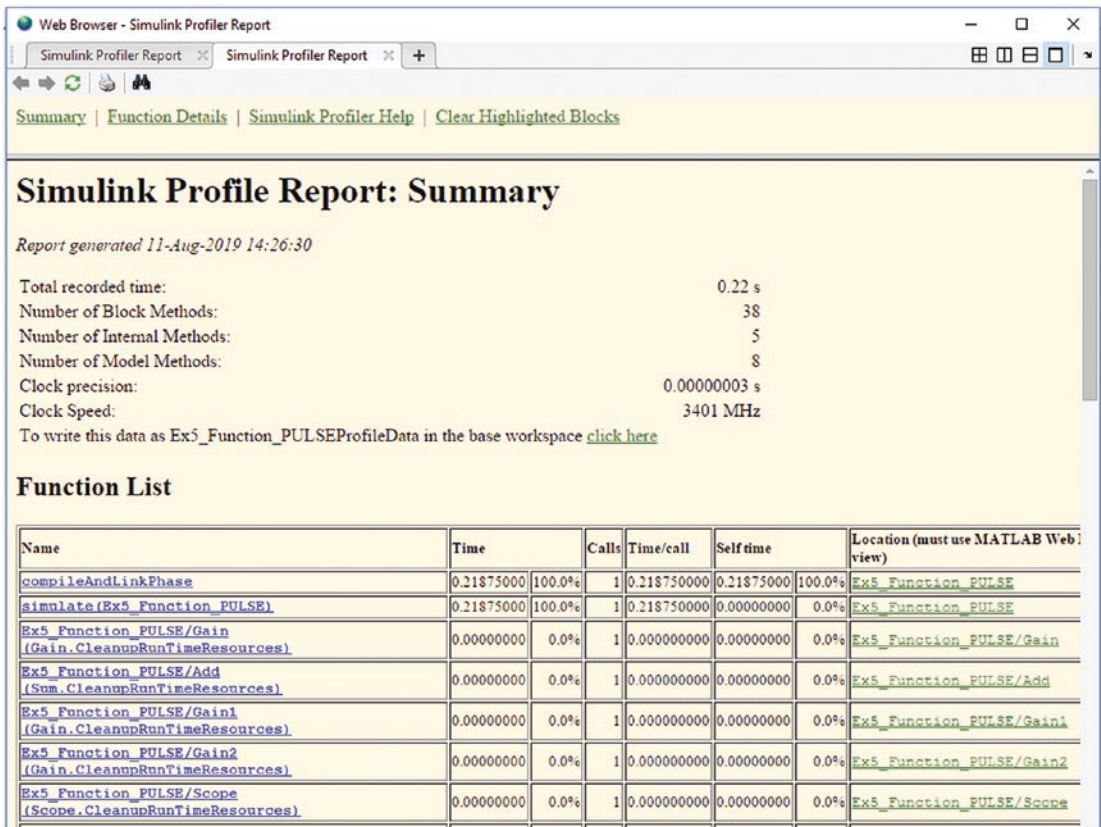 Web Browser - Simulink Profiler Report
Simulink Profiler Report Simulink Profiler Report +
Summary | Function Details | Simulink Profiler Help | Clear Highlighted Blocks
Simulink Profile Report: Summary
Report generated 11-Aug-2019 14:26:30
Total recorded time: 0.22 s
Number of Block Methods: 38
Number of Internal Methods: 5
Number of Model Methods: 8
Clock precision: 0.00000003 s
Clock Speed: 3401 MHz
To write this data as Ex5_Function_PULSEProfileData in the base workspace click here
Function List
Name Time Calls Time/call Self time Location (must use MATLAB Web
view)
compileAndLinkPhase 0.21875000 100.0% 1 0.218750000 0.21875000 100.0% Ex5_Function_PULSE
simulate(Ex5_Function_PULSE) 0.21875000 100.0% 1 0.218750000 0.00000000 0.0% Ex5_Function_PULSE
Ex5_Function_PULSE/Gain
(Gain.CleanupRunTimeResources) 0.00000000 0.0% 1 0.000000000 0.00000000 0.0% Ex5_Function_PULSE/Gain
Ex5_Function_PULSE/Add
(Sum.CleanupRunTimeResources) 0.00000000 0.0% 1 0.000000000 0.00000000 0.0% Ex5_Function_PULSE/Add
Ex5_Function_PULSE/Gain1
(Gain.CleanupRunTimeResources) 0.00000000 0.0% 1 0.000000000 0.00000000 0.0% Ex5_Function_PULSE/Gain1
Ex5_Function_PULSE/Gain2
(Gain.CleanupRunTimeResources) 0.00000000 0.0% 1 0.000000000 0.00000000 0.0% Ex5_Function_PULSE/Gain2
Ex5_Function_PULSE/Scope
(Scope.CleanupRunTimeResources) 0.00000000 0.0% 1 0.000000000 0.00000000 0.0% Ex5_Function_PULSE/Scope